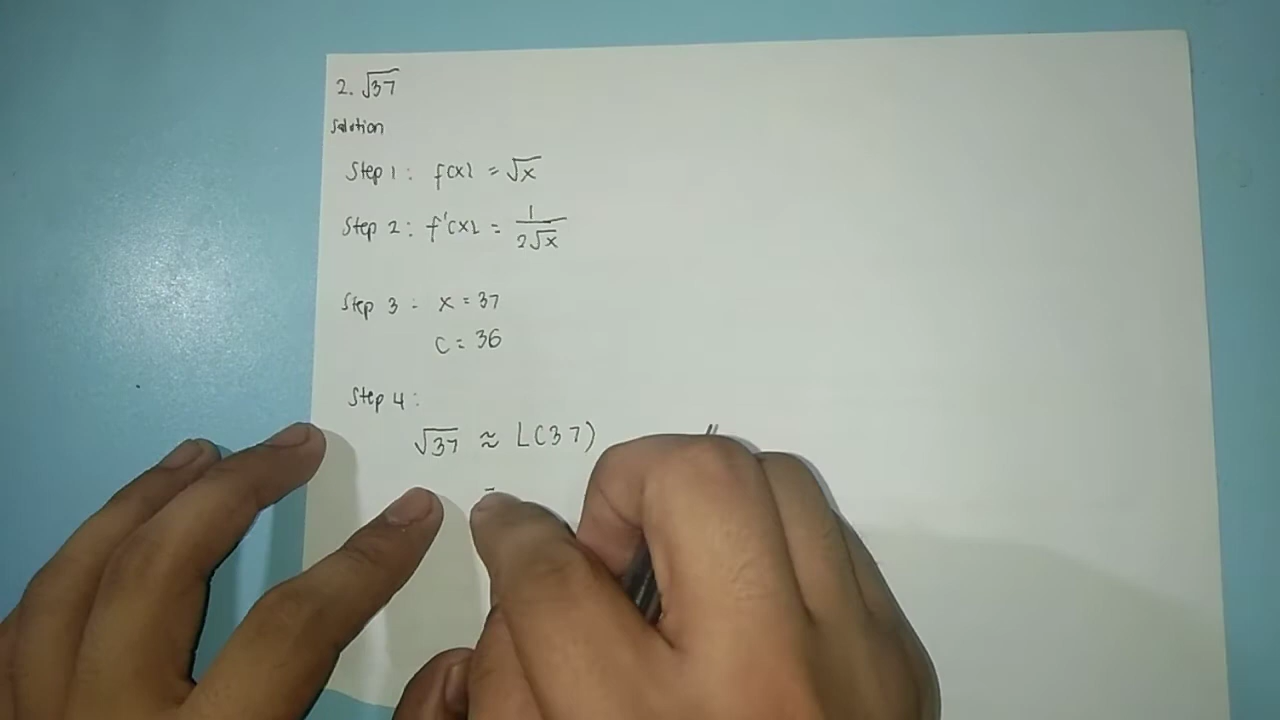 2. √37
Solution
Step 1: f(x) = √x
Step 2: f'(x) = 1/(2√x)
Step 3: x = 37
c = 36
Step 4:
√37 ≈ L(37)
=